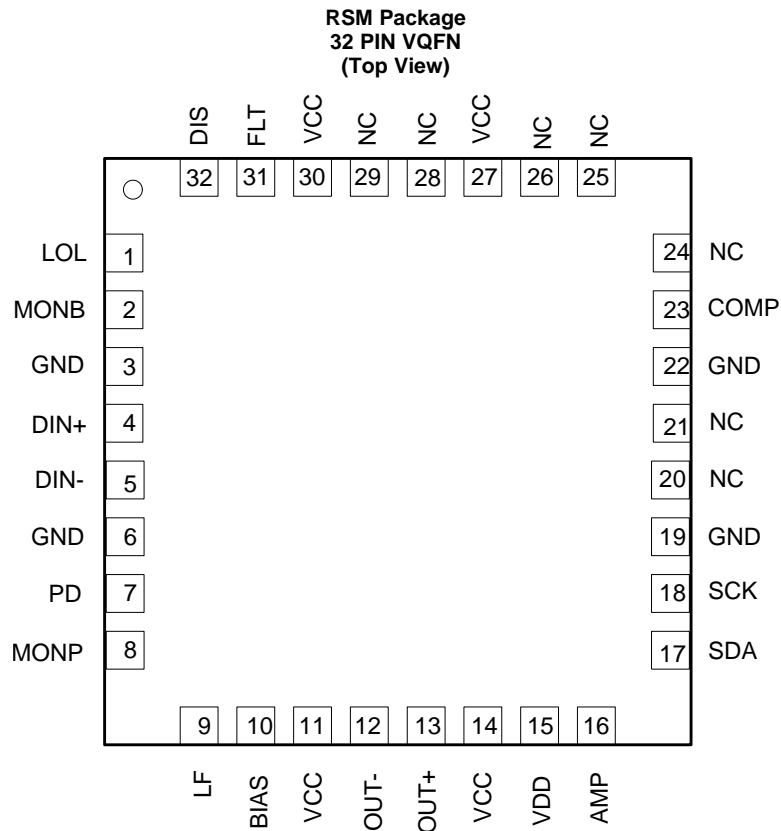 RSM Package
32 PIN VQFN
(Top View)
DIS FLT VCC NC NC VCC NC NC
32 31 30 29 28 27 26 25
LOL 1 24 NC
MONB 2 23 COMP
GND 3 22 GND
DIN+ 4 21 NC
DIN- 5 20 NC
GND 6 19 GND
PD 7 18 SCK
MONP 8 17 SDA
9 10 11 12 13 14 15 16
LF BIAS VCC OUT- OUT+ VCC VDD AMP